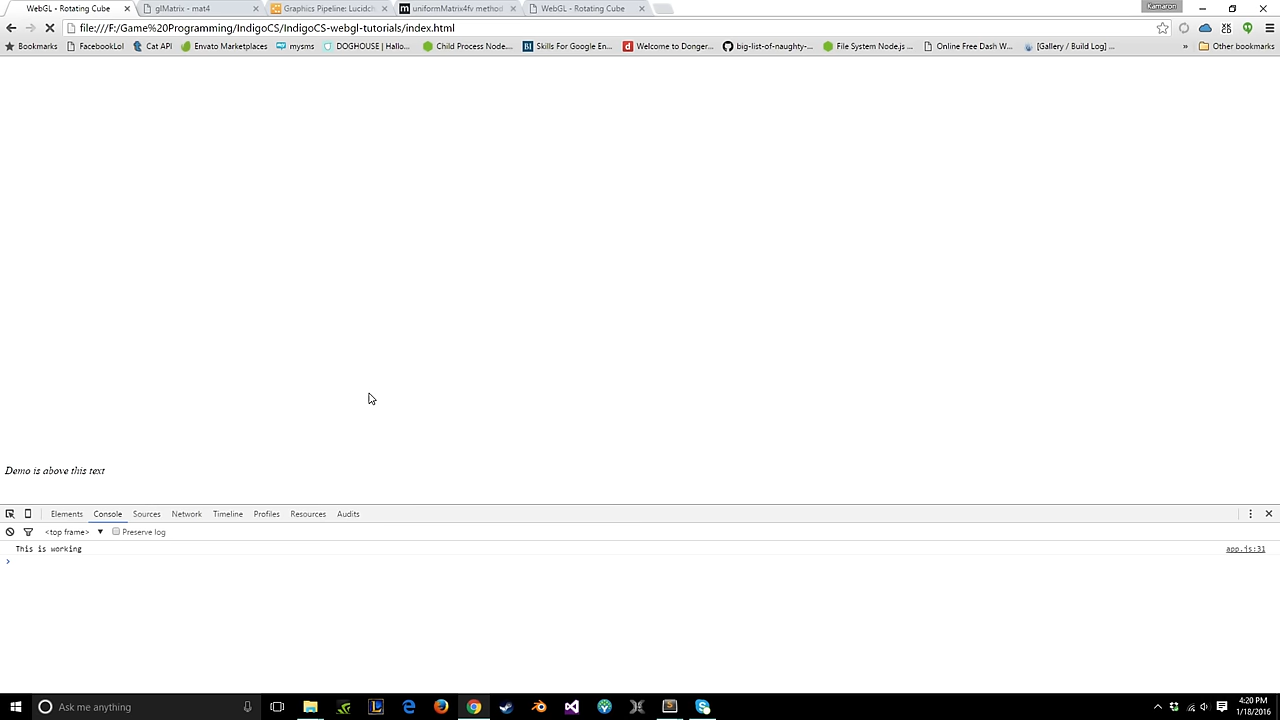 WebGL - Rotating Cube
glMatrix - mat4
Graphics Pipeline: Lucidch
uniformMatrix4fv method
WebGL - Rotating Cube
Kamaron
file:///F:/Game%20Programming/IndigoCS/IndigoCS-webgl-tutorials/index.html
Bookmarks
FacebookLol
Cat API
Envato Marketplaces
mysms
DOGHOUSE | Hallo...
Child Process Node....
Skills For Google En...
Welcome to Donger...
big-list-of-naughty-...
File System Node.js ...
Online Free Dash W...
[Gallery / Build Log] ...
»
Other bookmarks
Demo is above this text
Elements Console Sources Network Timeline Profiles Resources Audits
<top frame> ▼ Preserve log
This is working app.js:31
>
Ask me anything
4:20 PM
1/18/2016